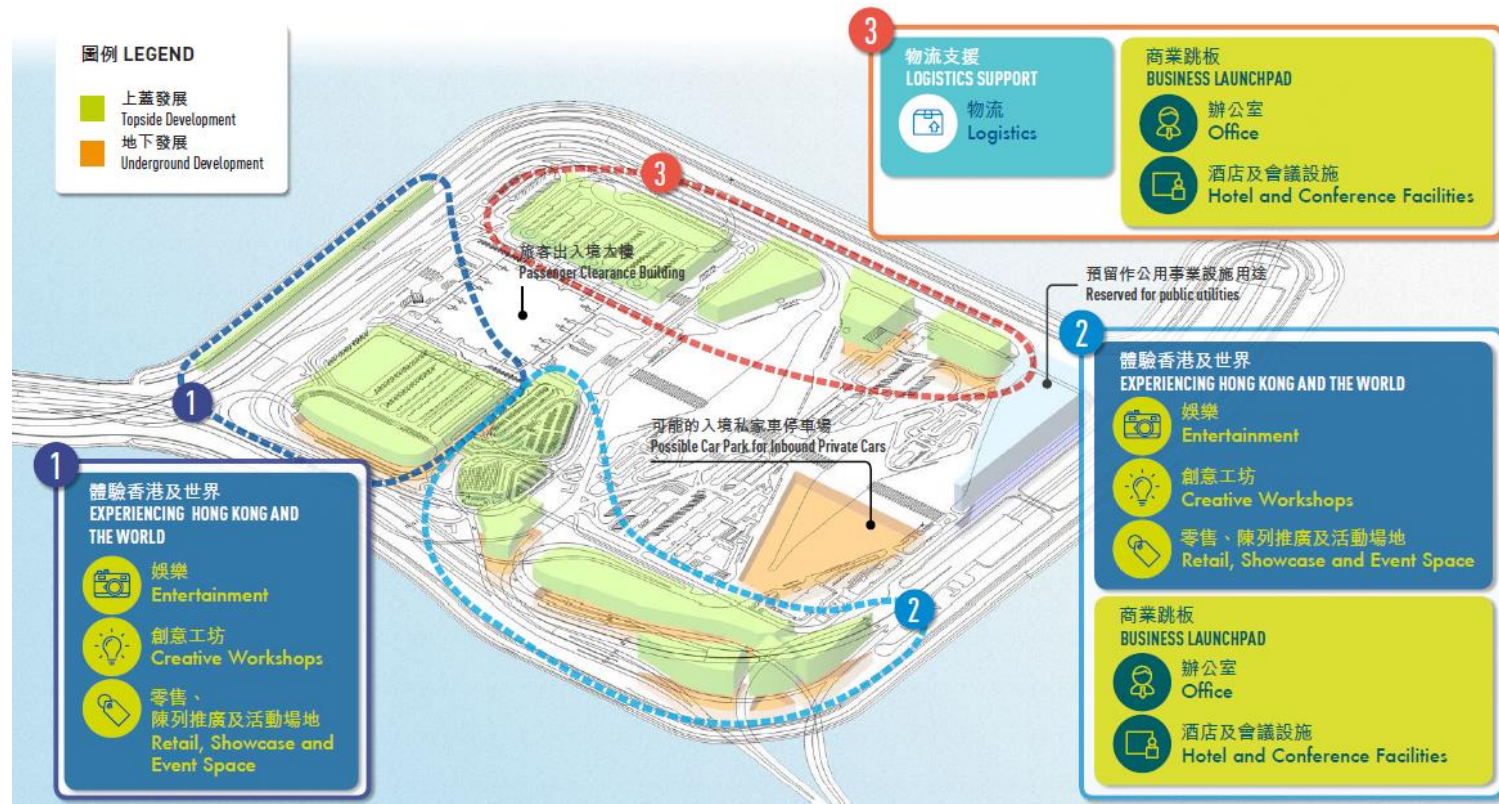 圖例 LEGEND
上蓋發展
Topside Development
地下發展
Underground Development
3
物流支援
LOGISTICS SUPPORT
物流
Logistics
商業跳板
BUSINESS LAUNCHPAD
辦公室
Office
酒店及會議設施
Hotel and Conference Facilities
3
旅客出入境大樓
Passenger Clearance Building
預留作公用事業設施用途
Reserved for public utilities
1
可能的入境私家車停車場
Possible Car Park for Inbound Private Cars
2
1
體驗香港及世界
EXPERIENCING HONG KONG AND
THE WORLD
娛樂
Entertainment
創意工坊
Creative Workshops
零售、
陳列推廣及活動場地
Retail, Showcase and
Event Space
2
體驗香港及世界
EXPERIENCING HONG KONG AND THE WORLD
娛樂
Entertainment
創意工坊
Creative Workshops
零售、陳列推廣及活動場地
Retail, Showcase and Event Space
商業跳板
BUSINESS LAUNCHPAD
辦公室
Office
酒店及會議設施
Hotel and Conference Facilities